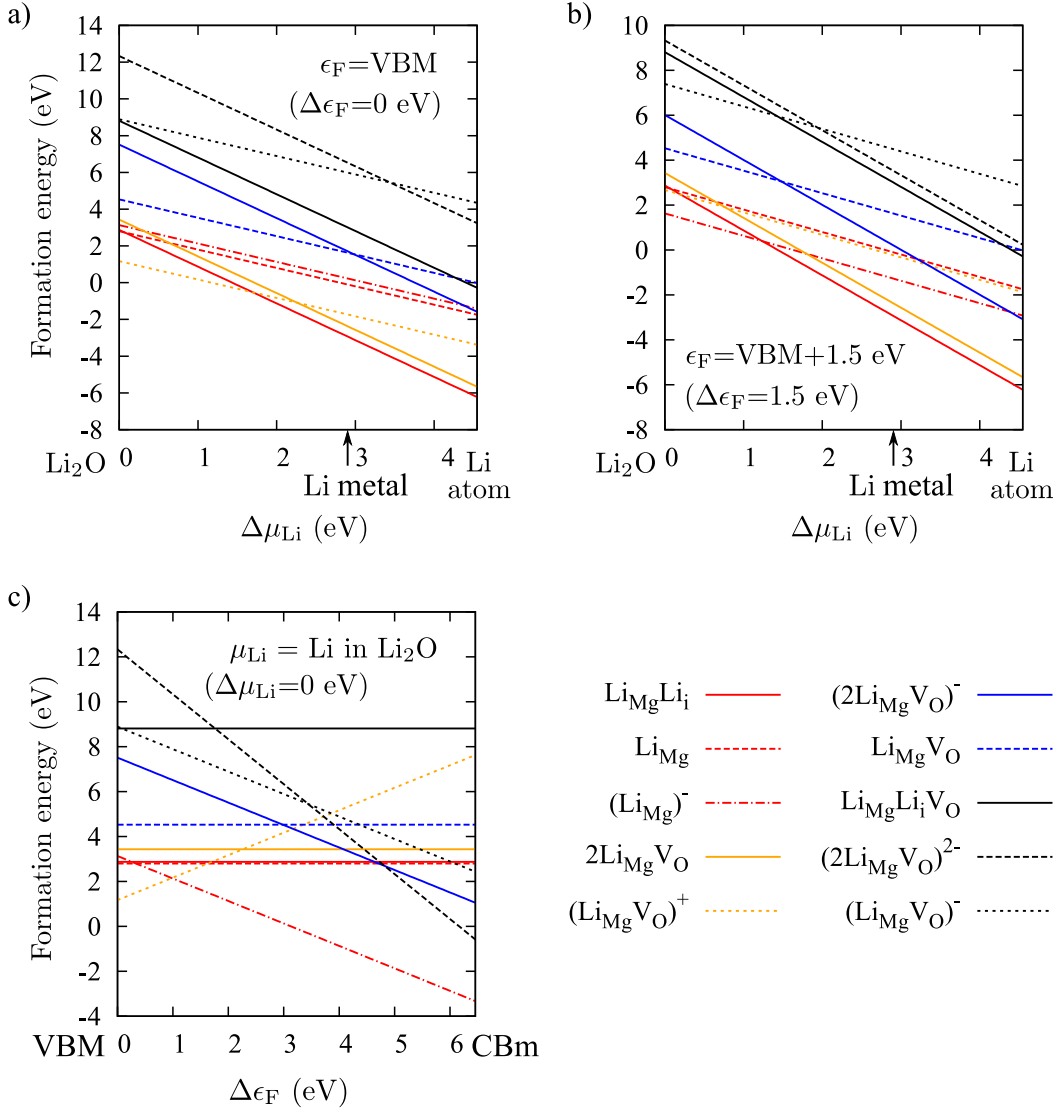 a)
14
12
10
8
6
4
2
0
-2
-4
-6
-8
Formation energy (eV)
ϵF=VBM
(ΔϵF=0 eV)
Li2O
0 1 2 3 4
Li atom
Li metal
ΔμLi (eV)
b)
10
8
6
4
2
0
-2
-4
-6
-8
ϵF=VBM+1.5 eV
(ΔϵF=1.5 eV)
Li2O
0 1 2 3 4
Li atom
Li metal
ΔμLi (eV)
c)
14
12
10
8
6
4
2
0
-2
-4
Formation energy (eV)
μLi = Li in Li2O
(ΔμLi=0 eV)
VBM
0 1 2 3 4 5 6
CBm
ΔϵF (eV)
LiMgLii
LiMg
(LiMg)-
2LiMgVO
(LiMgVO)+
(2LiMgVO)-
LiMgVO
LiMgLiiVO
(2LiMgVO)2-
(LiMgVO)-